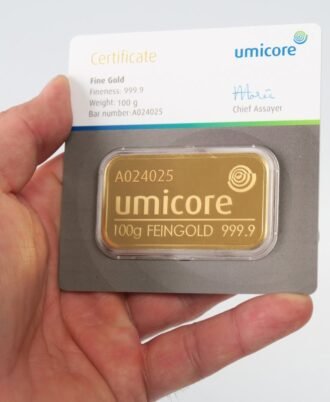 Certificate
umicore
Fine Gold
Fineness: 999.9
Weight: 100 g
Bar number: A024025
Chief Assayer
A024025
umicore
100g FEINGOLD 999.9